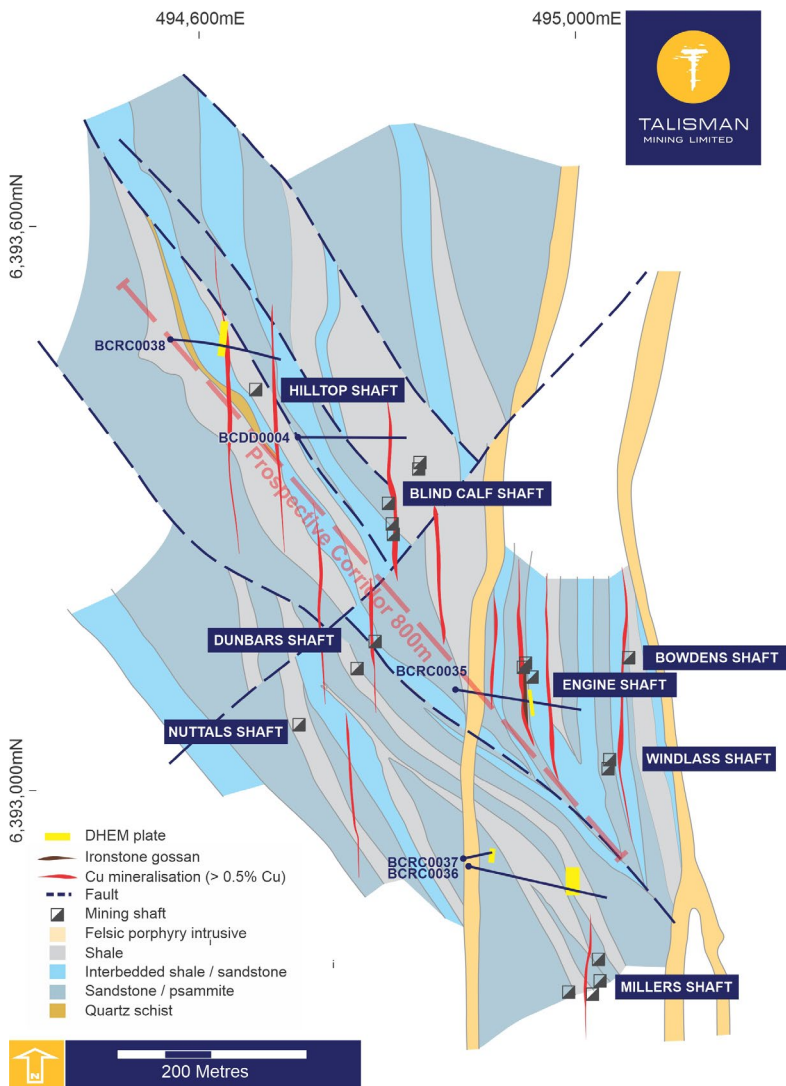 494,600mE
495,000mE
TALISMAN
MINING LIMITED
6,393,600mN
BCRC0038
HILLTOP SHAFT
BCDD0004
BLIND CALF SHAFT
Prospective Corridor 800m
DUNBARS SHAFT
BCRC0035
BOWDENS SHAFT
ENGINE SHAFT
NUTTALS SHAFT
WINDLASS SHAFT
6,393,000mN
BCRC0037
BCRC0036
MILLERS SHAFT
DHEM plate
Ironstone gossan
Cu mineralisation (> 0.5% Cu)
Fault
Mining shaft
Felsic porphyry intrusive
Shale
Interbedded shale / sandstone
Sandstone / psammite
Quartz schist
N
200 Metres